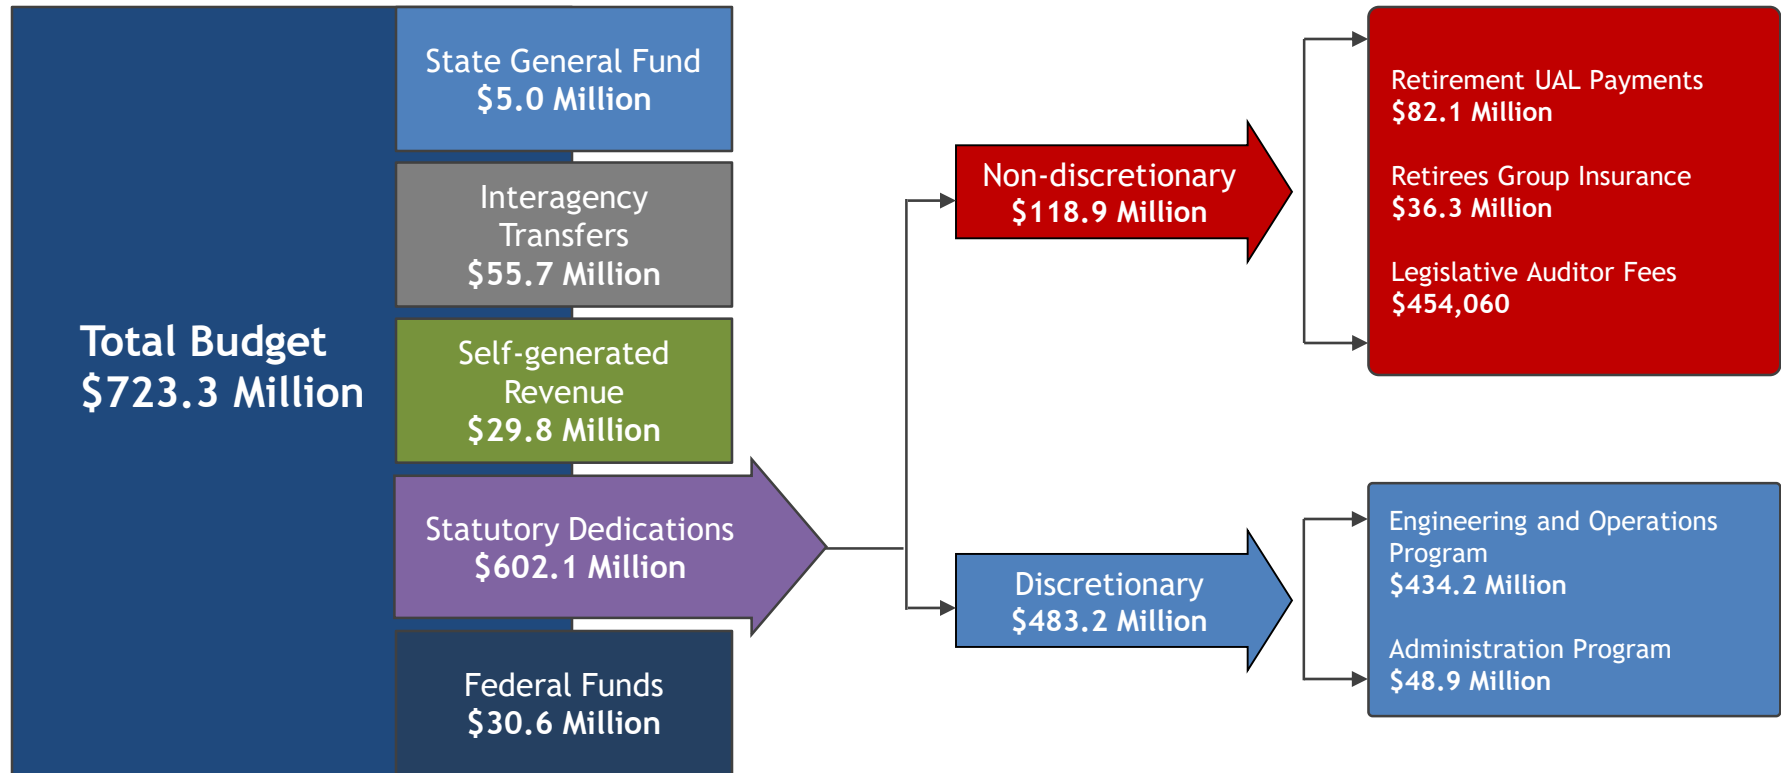 Total Budget
$723.3 Million
State General Fund
$5.0 Million
Interagency
Transfers
$55.7 Million
Self-generated
Revenue
$29.8 Million
Statutory Dedications
$602.1 Million
Federal Funds
$30.6 Million
Non-discretionary
$118.9 Million
Discretionary
$483.2 Million
Retirement UAL Payments
$82.1 Million
Retirees Group Insurance
$36.3 Million
Legislative Auditor Fees
$454,060
Engineering and Operations
Program
$434.2 Million
Administration Program
$48.9 Million